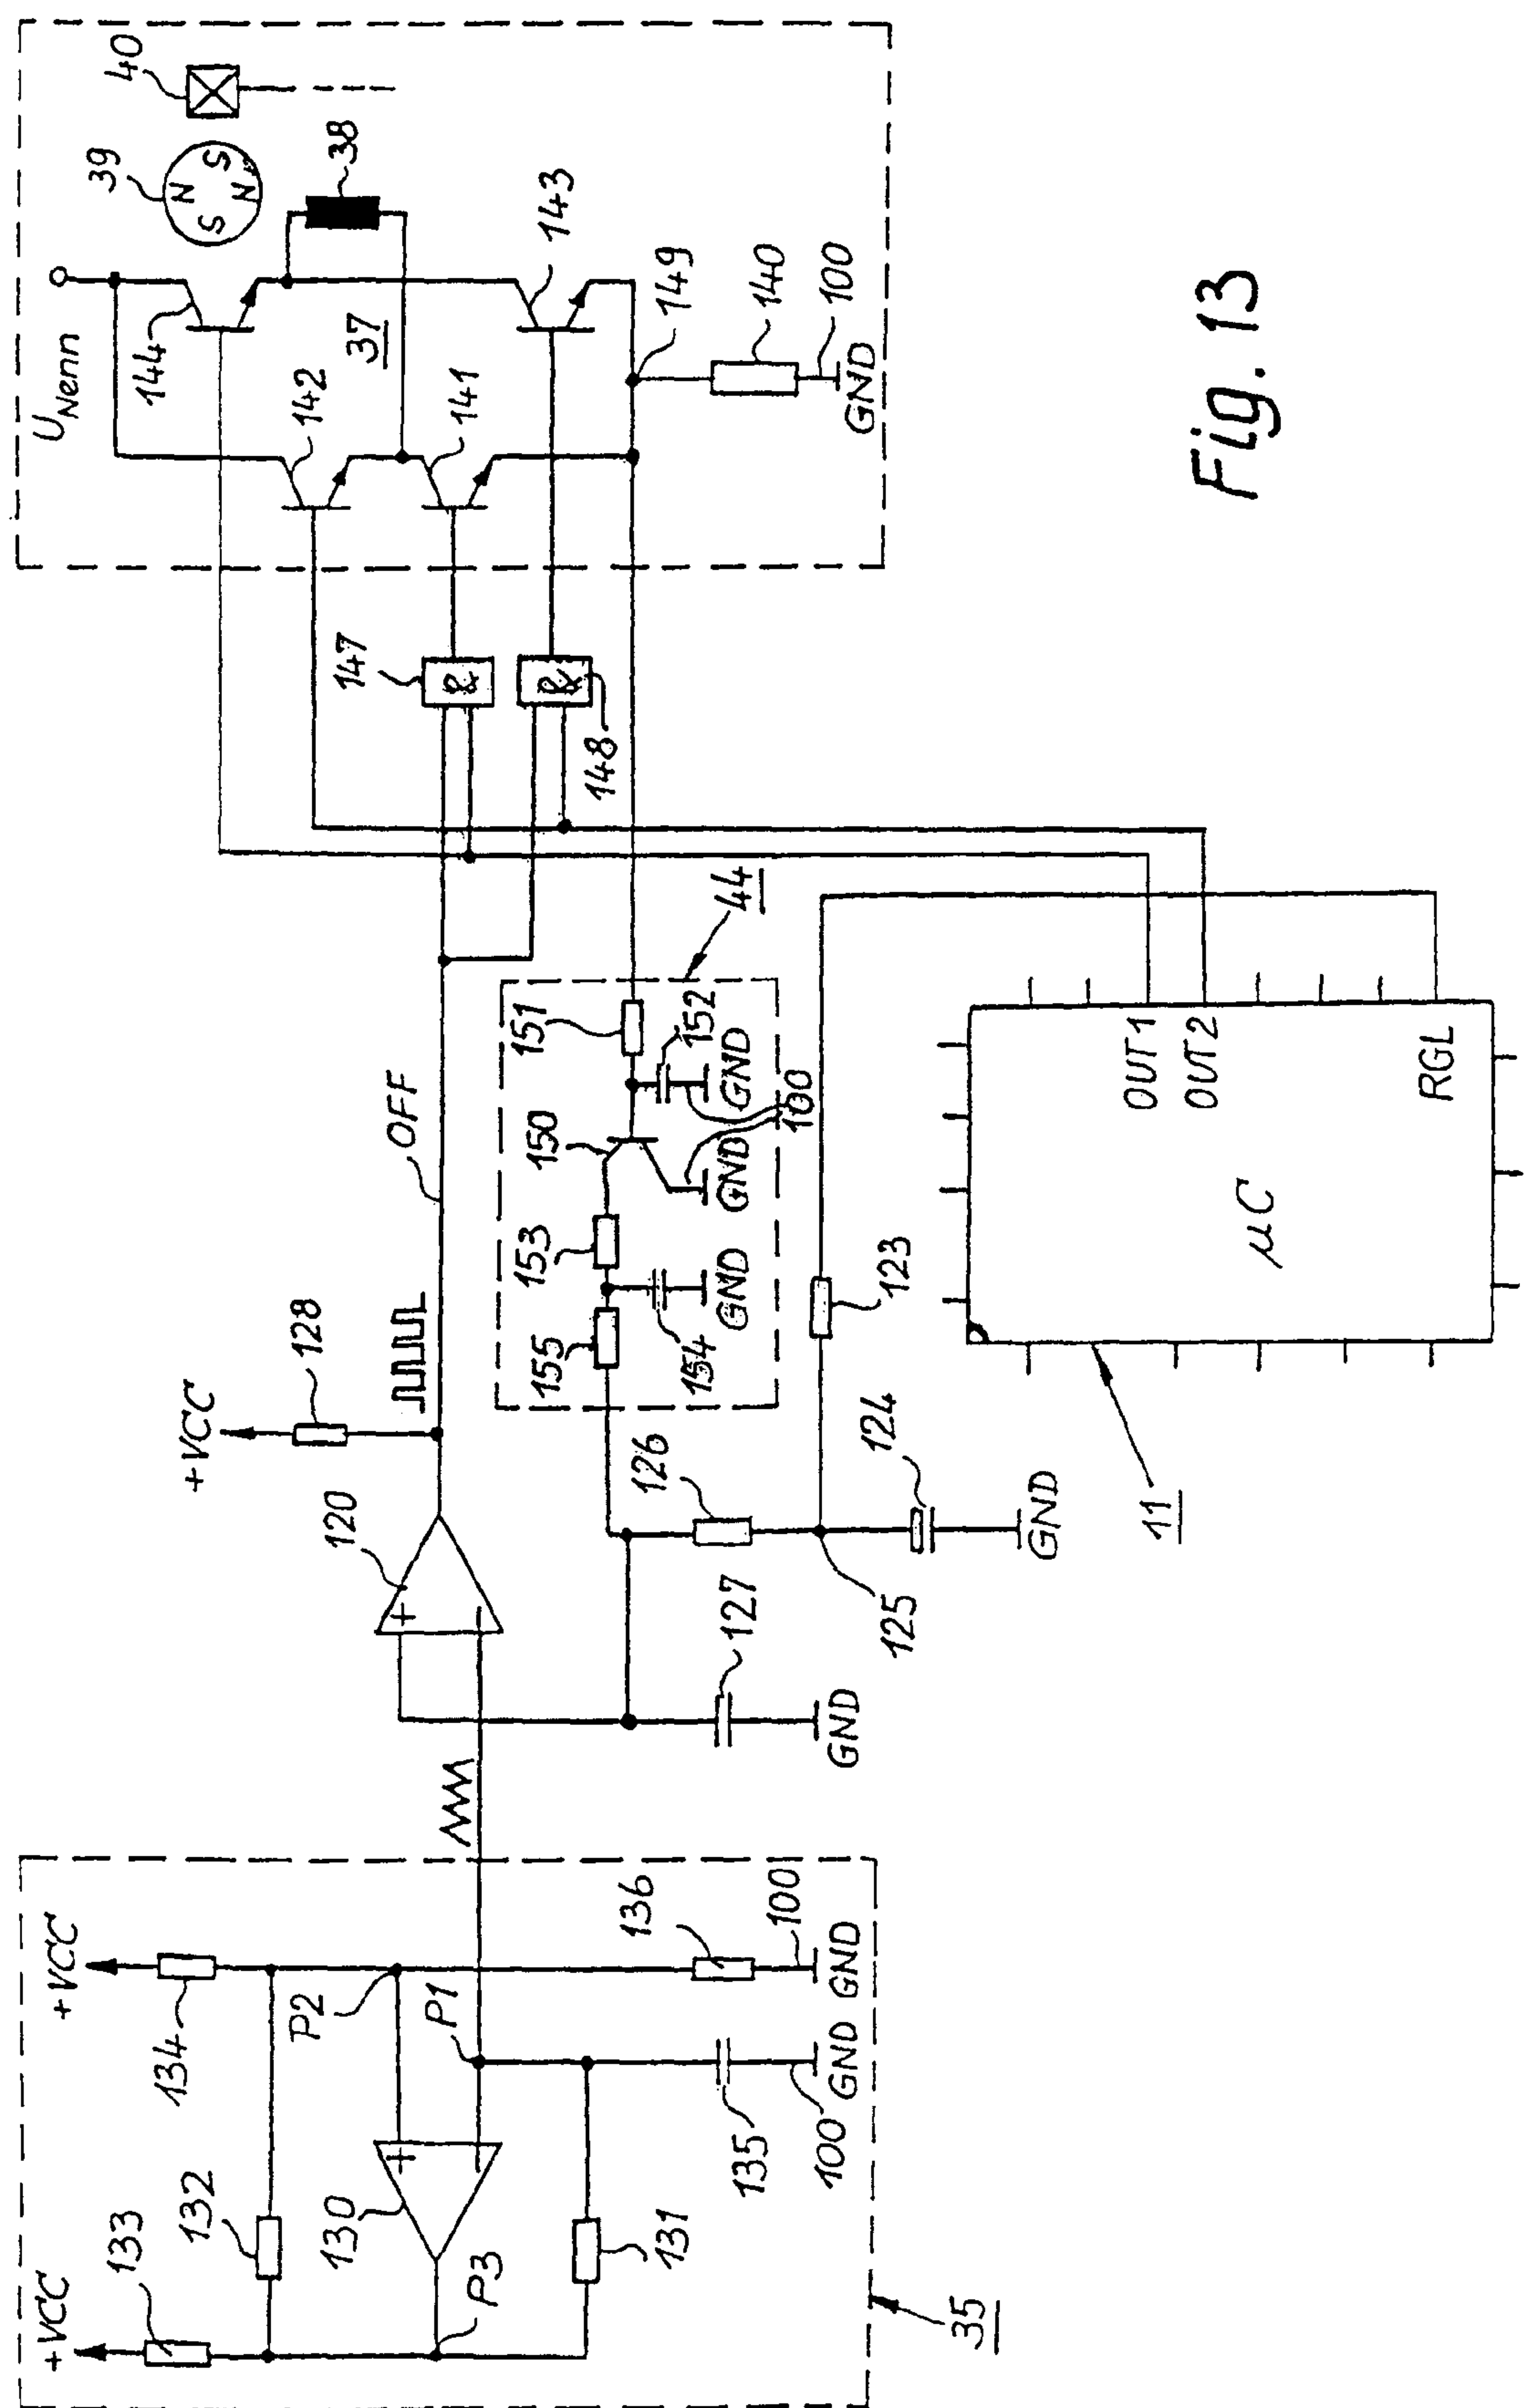 +VCC
133
132
130
P3
131
35
+VCC
134
P2
P1
+
−
135
100
GND
136
100
GND
120
+
−
127
GND
+VCC
128
OFF
126
125
124
GND
155
153
154
GND
150
GND
151
152
GND
100
44
123
11
µC
OUT1
OUT2
RGL
147
&
148
&
U Nenn
144
142
141
37
143
149
140
100
GND
38
39
N
S
S
N
40
Fig. 13